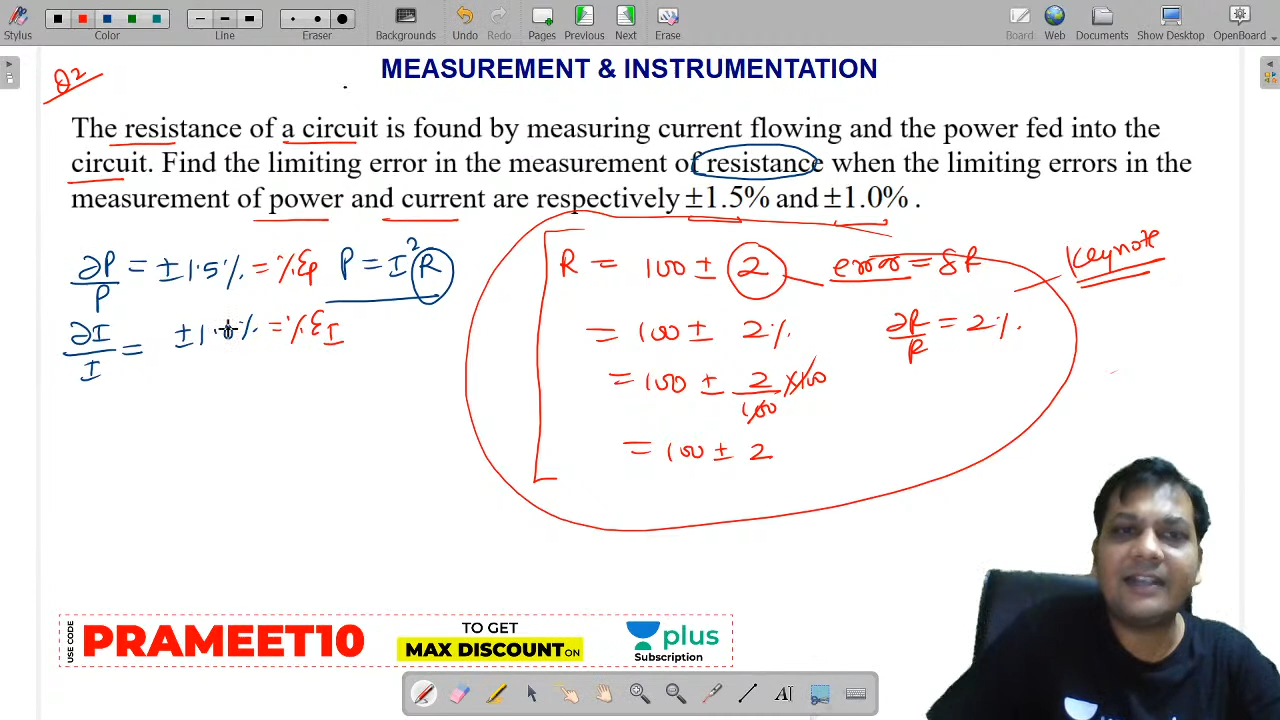 Stylus
Color
Line
Eraser
Backgrounds
Undo
Redo
Pages
Previous
Next
Erase
Board
Web
Documents
Show Desktop
OpenBoard
Q2
MEASUREMENT & INSTRUMENTATION
The resistance of a circuit is found by measuring current flowing and the power fed into the
circuit. Find the limiting error in the measurement of resistance when the limiting errors in the
measurement of power and current are respectively ±1.5% and ±1.0% .
∂P/P = ±1.5% = %Ɛp P = I²R
∂I/I = ±1.0% = %Ɛ_I
R = 100 ± 2 error = δR
Keynote
= 100 ± 2% ∂R/R = 2%
= 100 ± 2/100 × 100
= 100 ± 2
USE CODE
PRAMEET10
TO GET
MAX DISCOUNT ON
plus
Subscription